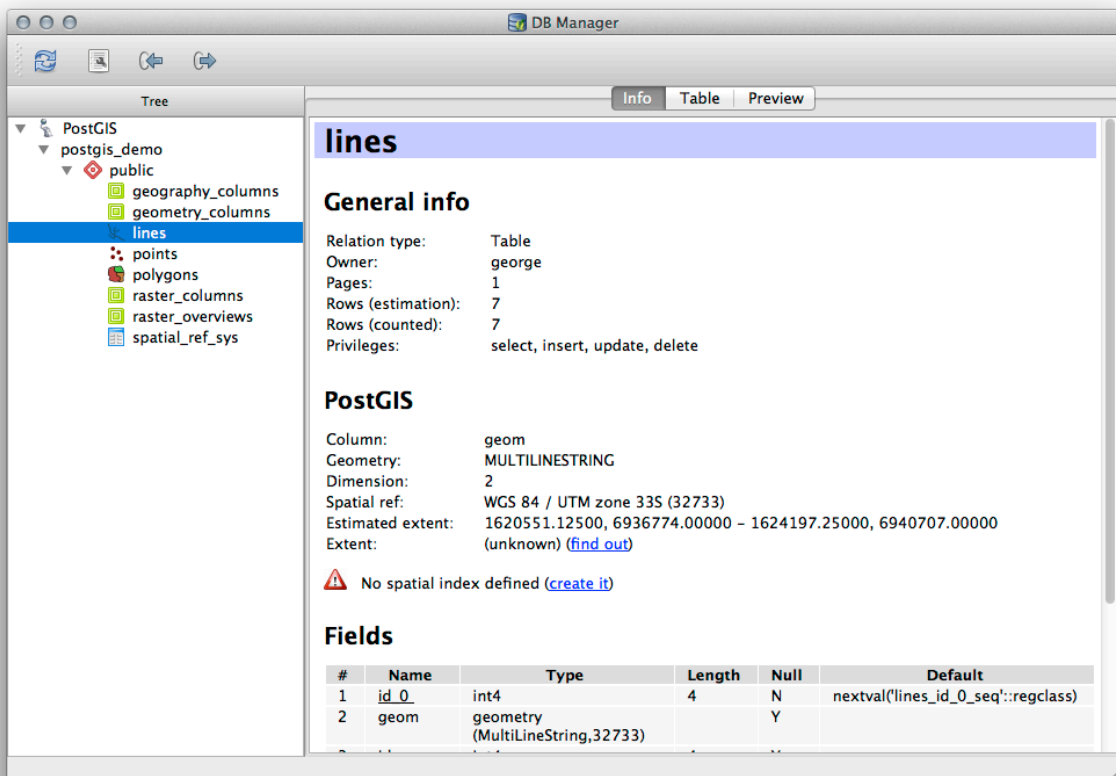 DB Manager
Tree
Info Table Preview
PostGIS
postgis_demo
public
geography_columns
geometry_columns
lines
points
polygons
raster_columns
raster_overviews
spatial_ref_sys
lines
General info
Relation type: Table
Owner: george
Pages: 1
Rows (estimation): 7
Rows (counted): 7
Privileges: select, insert, update, delete
PostGIS
Column: geom
Geometry: MULTILINESTRING
Dimension: 2
Spatial ref: WGS 84 / UTM zone 33S (32733)
Estimated extent: 1620551.12500, 6936774.00000 - 1624197.25000, 6940707.00000
Extent: (unknown) (find out)
No spatial index defined (create it)
Fields
# Name Type Length Null Default
1 id_0 int4 4 N nextval('lines_id_0_seq'::regclass)
2 geom geometry Y
(MultiLineString,32733)